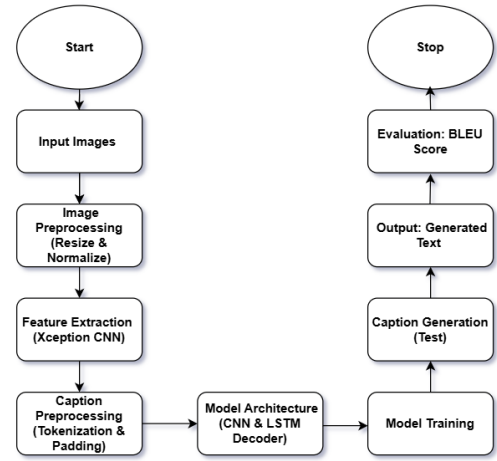 Start
Input Images
Image
Preprocessing
(Resize &
Normalize)
Feature Extraction
(Xception CNN)
Caption
Preprocessing
(Tokenization &
Padding)
Model Architecture
(CNN & LSTM
Decoder)
Model Training
Caption Generation
(Test)
Output: Generated
Text
Evaluation: BLEU
Score
Stop